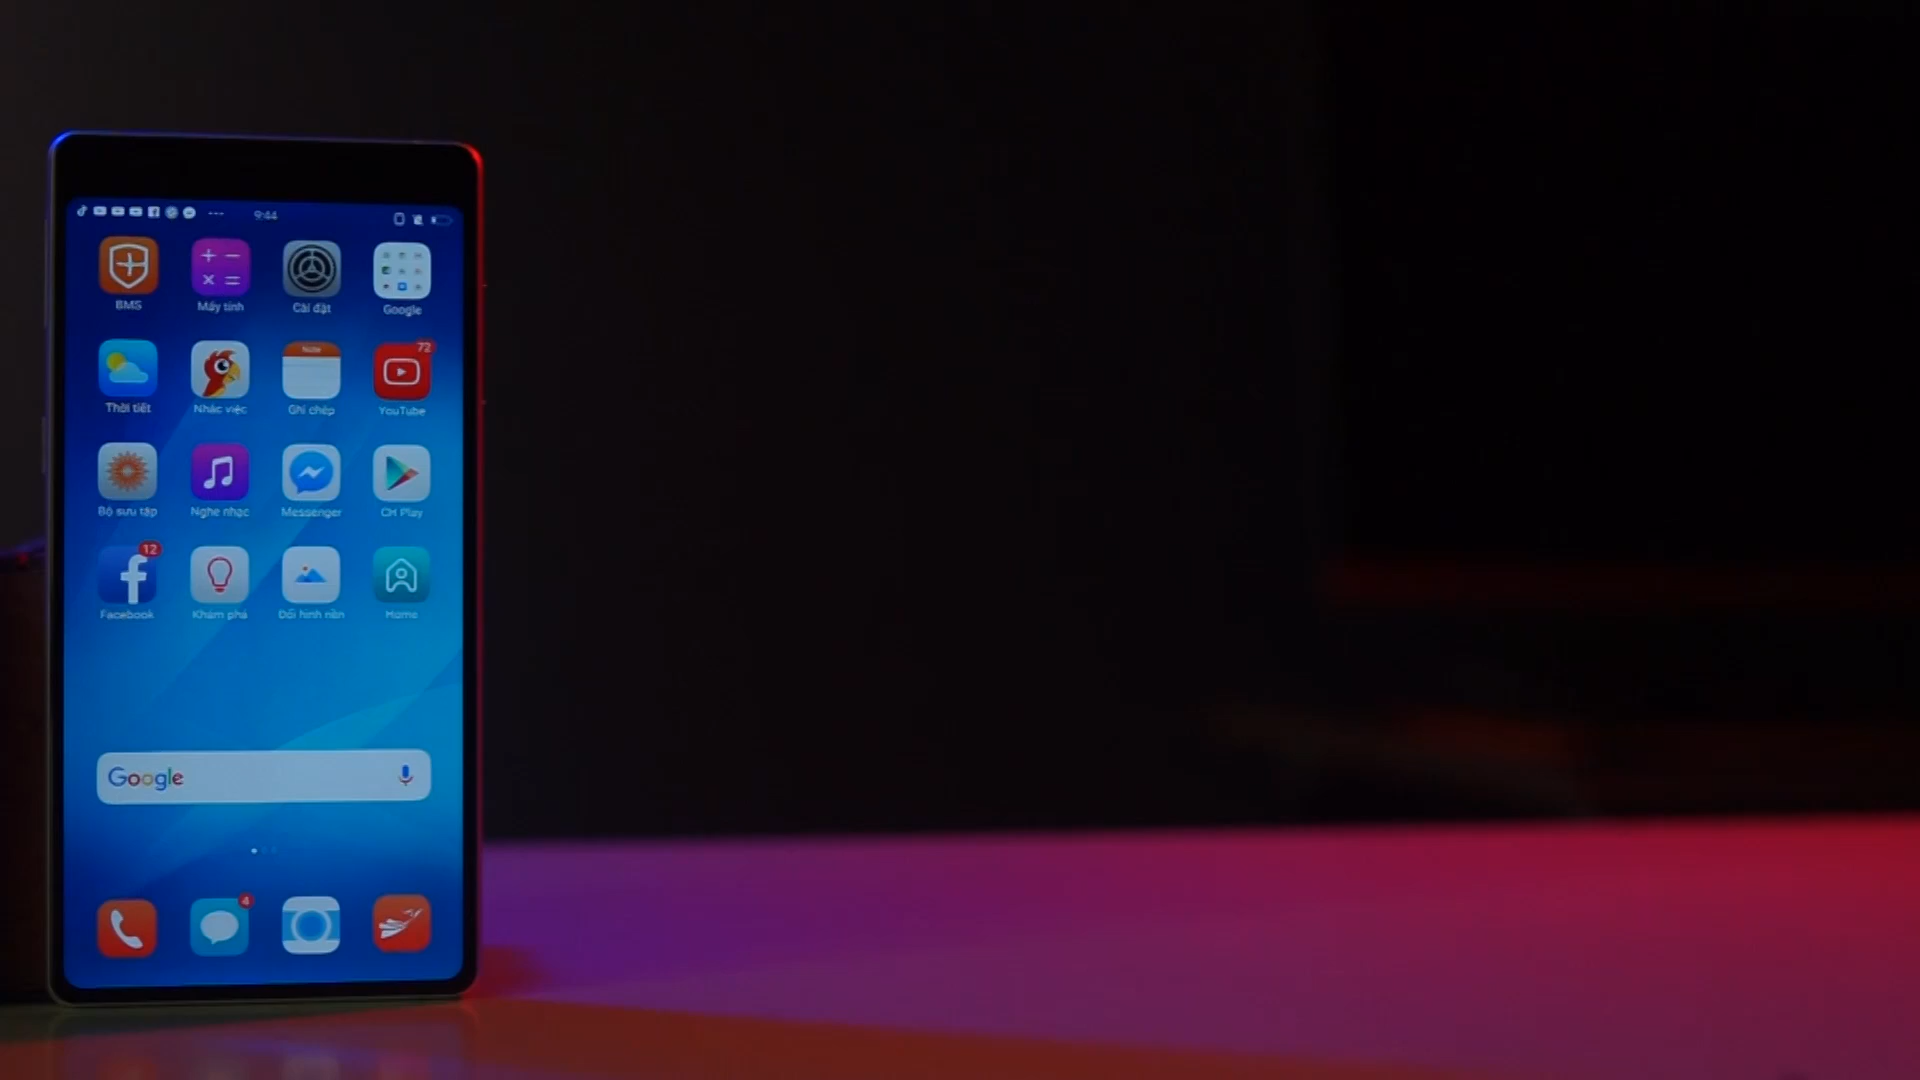 9:44
BMS Máy tính Cài đặt Google
Note 72
Thời tiết Nhắc việc Ghi chép YouTube
Bộ sưu tập Nghe nhạc Messenger CH Play
12
Facebook Khám phá Đổi hình nền Home
Google
4